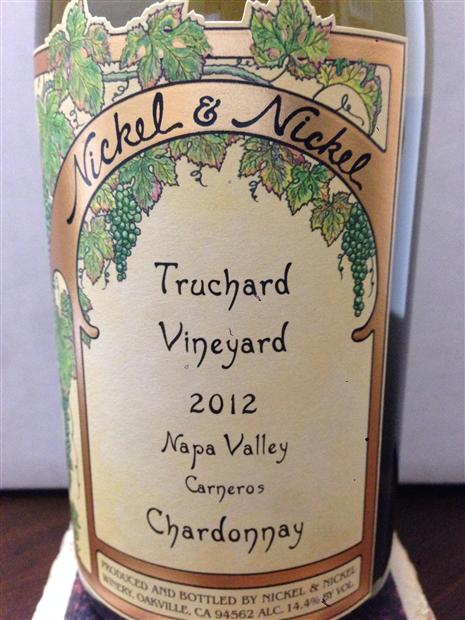 Nickel & Nickel
Truchard
Vineyard
2012
Napa Valley
Carneros
Chardonnay
PRODUCED AND BOTTLED BY NICKEL & NICKEL
WINERY, OAKVILLE, CA 94562 ALC. 14.4% BY VOL.